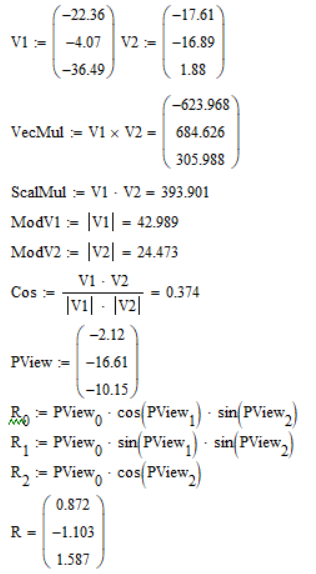 V1 := (−22.36 −4.07 −36.49) V2 := (−17.61 −16.89 1.88)
VecMul := V1 × V2 = (−623.968 684.626 305.988)
ScalMul := V1 · V2 = 393.901
ModV1 := |V1| = 42.989
ModV2 := |V2| = 24.473
Cos := V1 · V2 / |V1| · |V2| = 0.374
PView := (−2.12 −16.61 −10.15)
R₀ := PView₀ · cos(PView₁) · sin(PView₂)
R₁ := PView₀ · sin(PView₁) · sin(PView₂)
R₂ := PView₀ · cos(PView₂)
R = (0.872 −1.103 1.587)